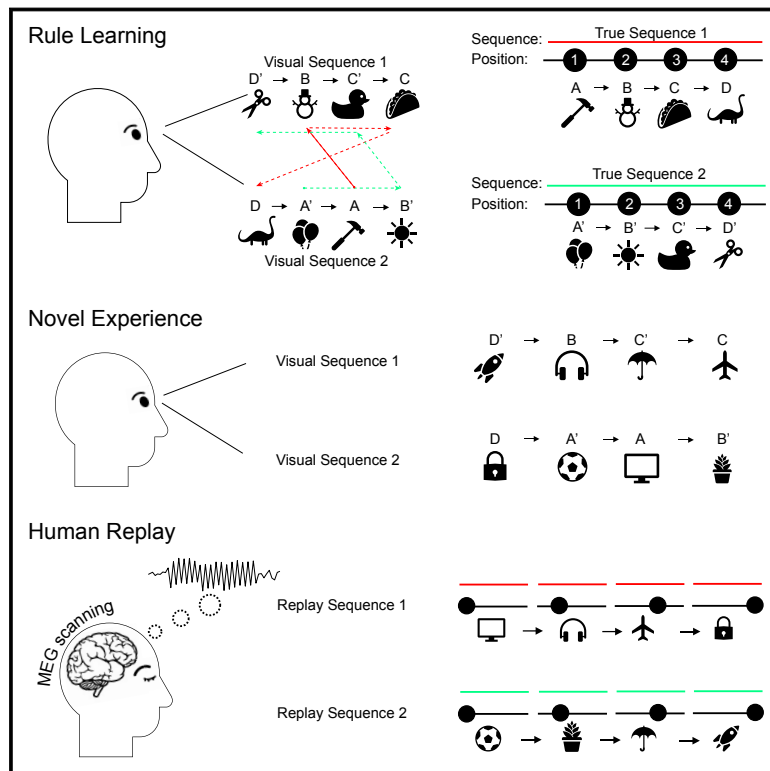 Rule Learning
Visual Sequence 1
D' → B → C' → C
D → A' → A → B'
Visual Sequence 2
True Sequence 1
Sequence:
Position: 1 2 3 4
A → B → C → D
True Sequence 2
Sequence:
Position: 1 2 3 4
A' → B' → C' → D'
Novel Experience
Visual Sequence 1
D' → B → C' → C
Visual Sequence 2
D → A' → A → B'
Human Replay
MEG scanning
Replay Sequence 1
Replay Sequence 2